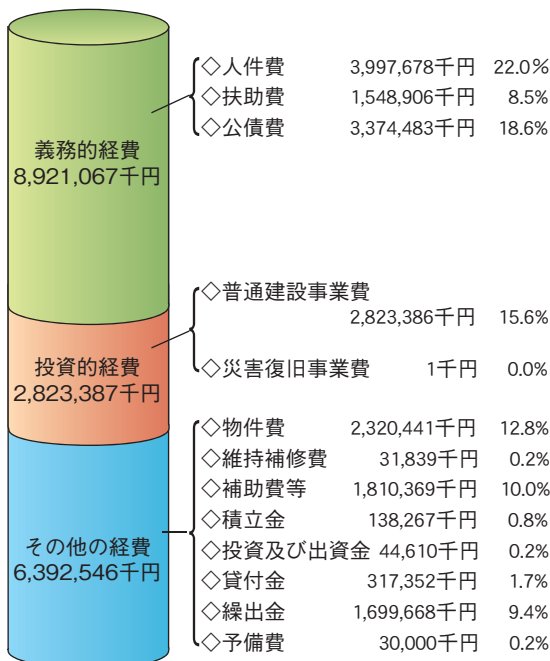 義務的経費
8,921,067千円
◇人件費 3,997,678千円 22.0%
◇扶助費 1,548,906千円 8.5%
◇公債費 3,374,483千円 18.6%
投資的経費
2,823,387千円
◇普通建設事業費
2,823,386千円 15.6%
◇災害復旧事業費 1千円 0.0%
その他の経費
6,392,546千円
◇物件費 2,320,441千円 12.8%
◇維持補修費 31,839千円 0.2%
◇補助費等 1,810,369千円 10.0%
◇積立金 138,267千円 0.8%
◇投資及び出資金 44,610千円 0.2%
◇貸付金 317,352千円 1.7%
◇繰出金 1,699,668千円 9.4%
◇予備費 30,000千円 0.2%